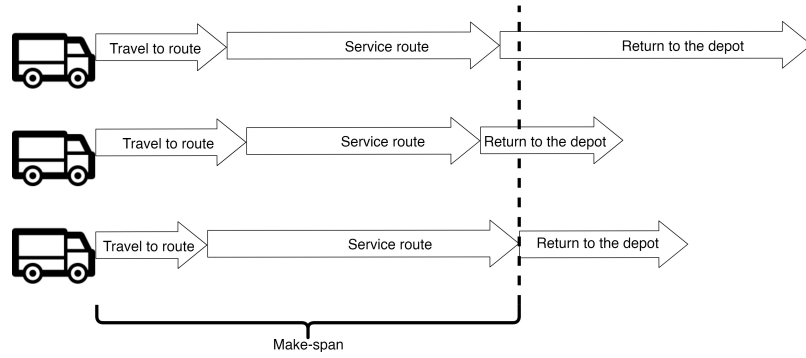 Travel to route
Service route
Return to the depot
Travel to route
Service route
Return to the depot
Travel to route
Service route
Return to the depot
Make-span